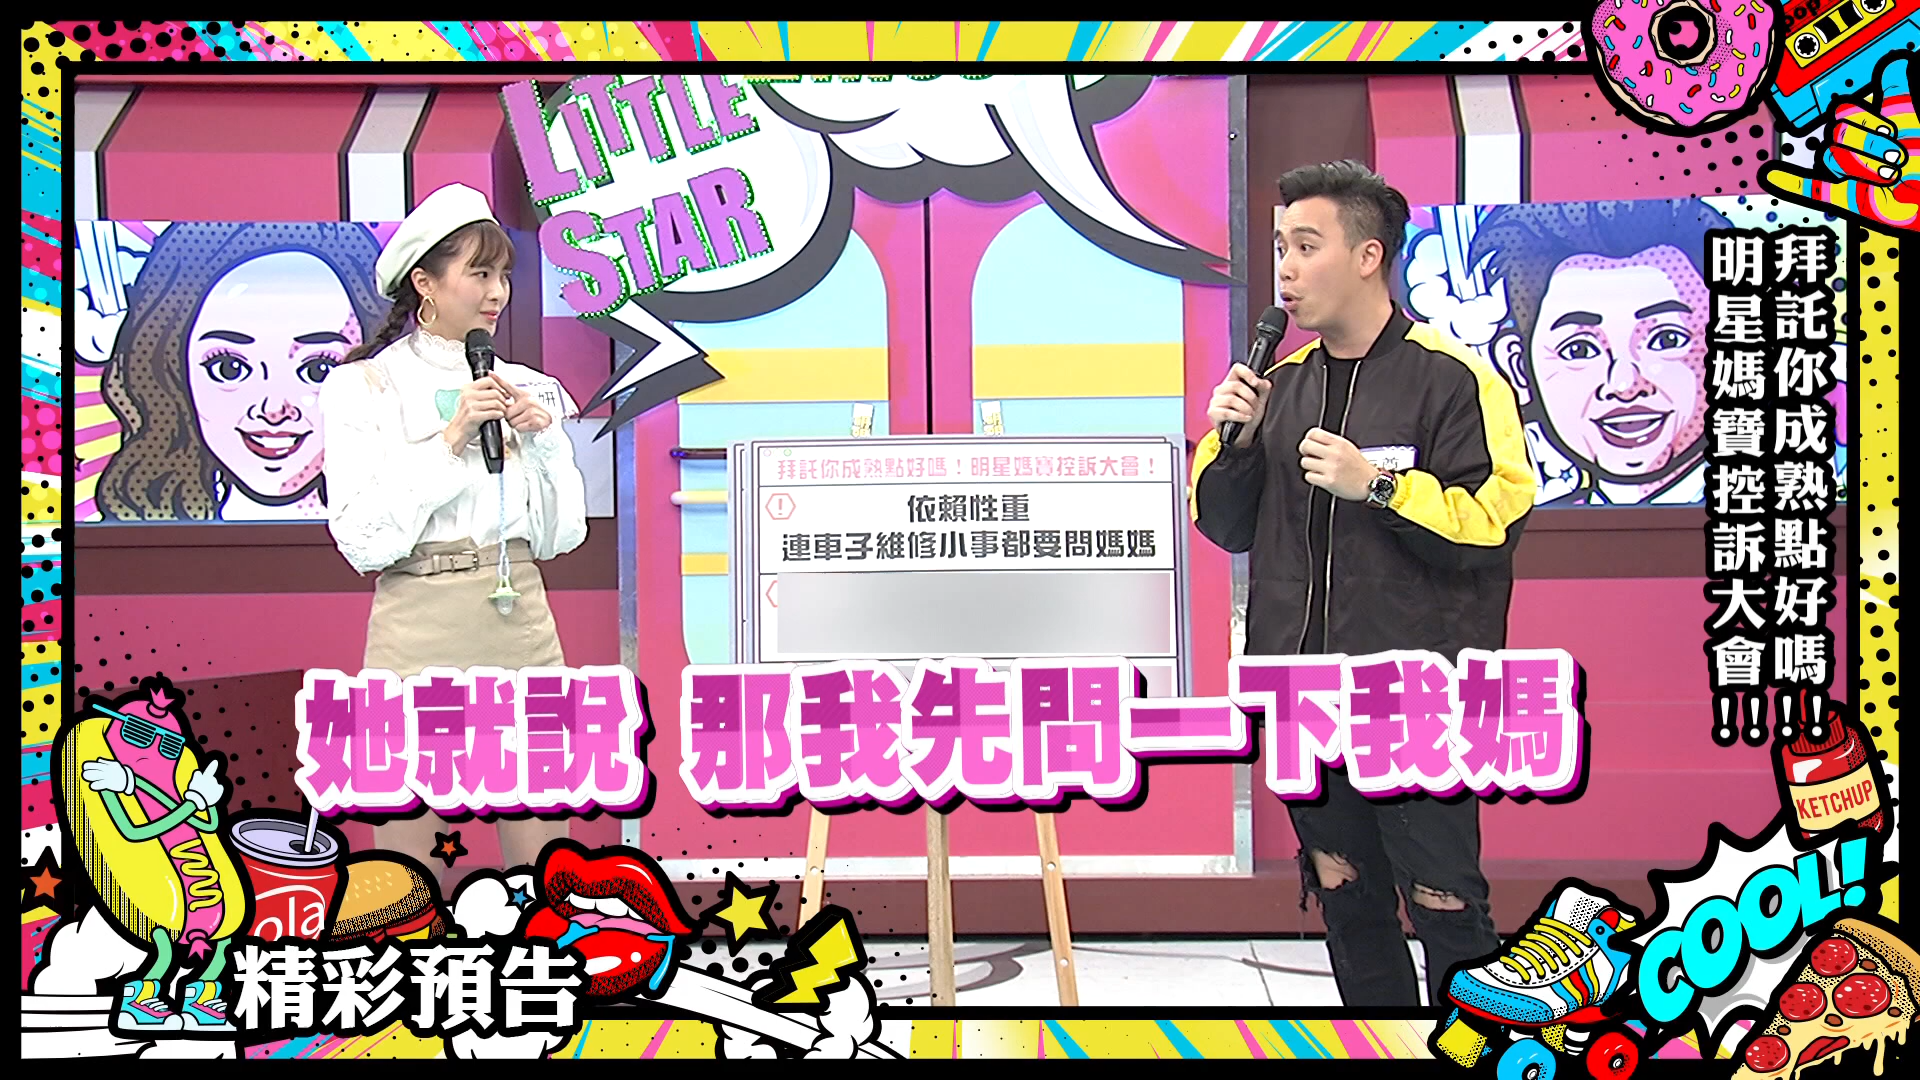 LITTLE
STAR
pop
拜託你成熟點好嗎!!
明星媽寶控訴大會!!
拜託你成熟點好嗎!明星媽寶控訴大會!
依賴性重
連車子維修小事都要問媽媽
妍
她就說 那我先問一下我媽
KETCHUP
COOL!
ola
精彩預告